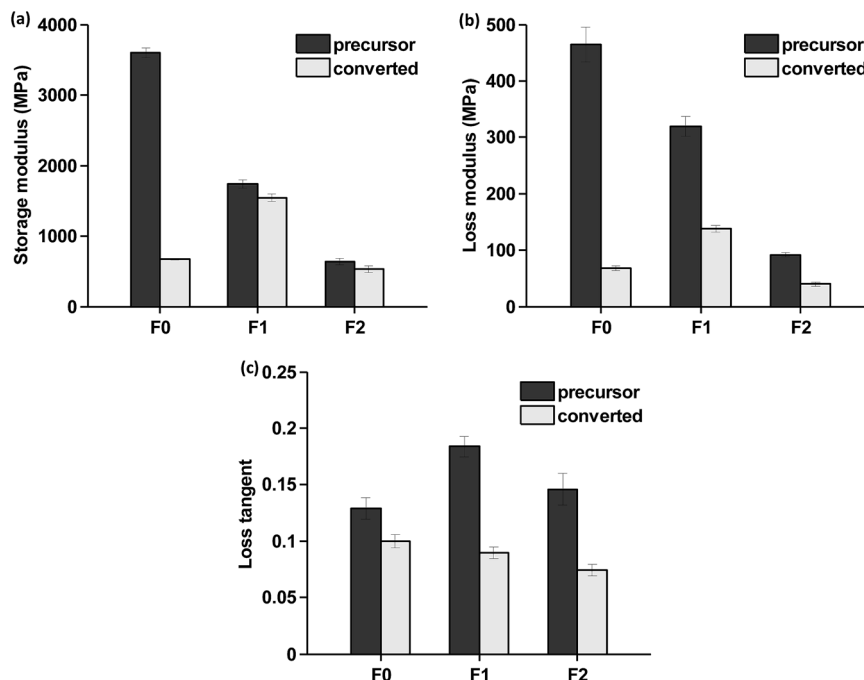 (a)
4000
3000
2000
1000
0
Storage modulus (MPa)
precursor
converted
F0 F1 F2
(b)
500
400
300
200
100
0
Loss modulus (MPa)
precursor
converted
F0 F1 F2
(c)
0.25
0.2
0.15
0.1
0.05
0
Loss tangent
precursor
converted
F0 F1 F2